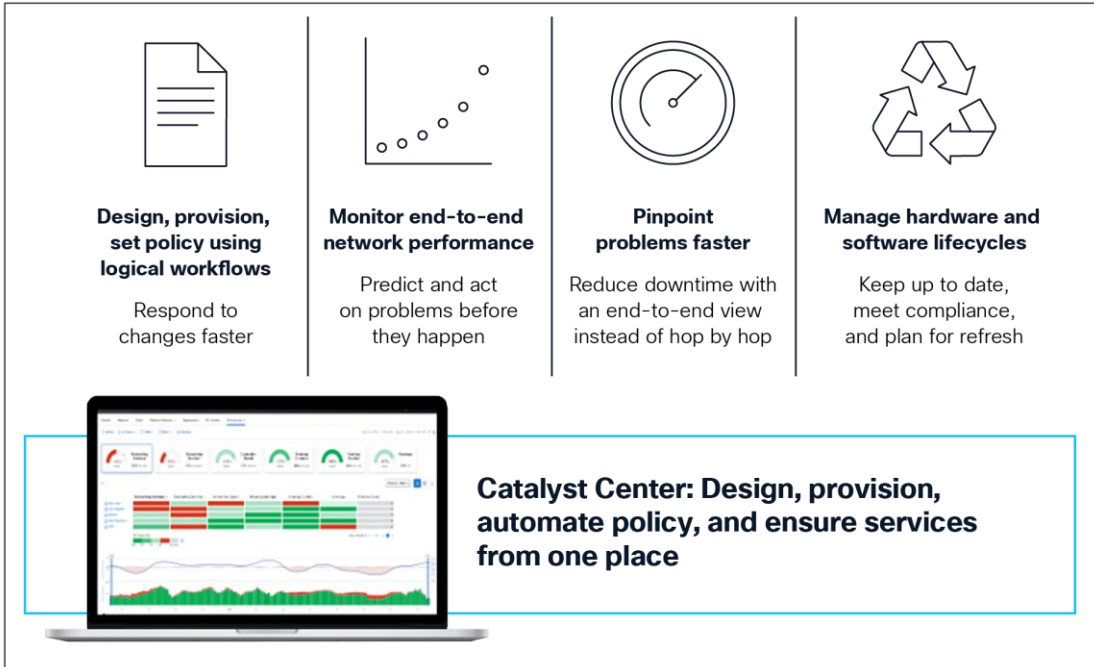 Design, provision,
set policy using
logical workflows
Respond to
changes faster
Monitor end-to-end
network performance
Predict and act
on problems before
they happen
Pinpoint
problems faster
Reduce downtime with
an end-to-end view
instead of hop by hop
Manage hardware and
software lifecycles
Keep up to date,
meet compliance,
and plan for refresh
Catalyst Center: Design, provision,
automate policy, and ensure services
from one place